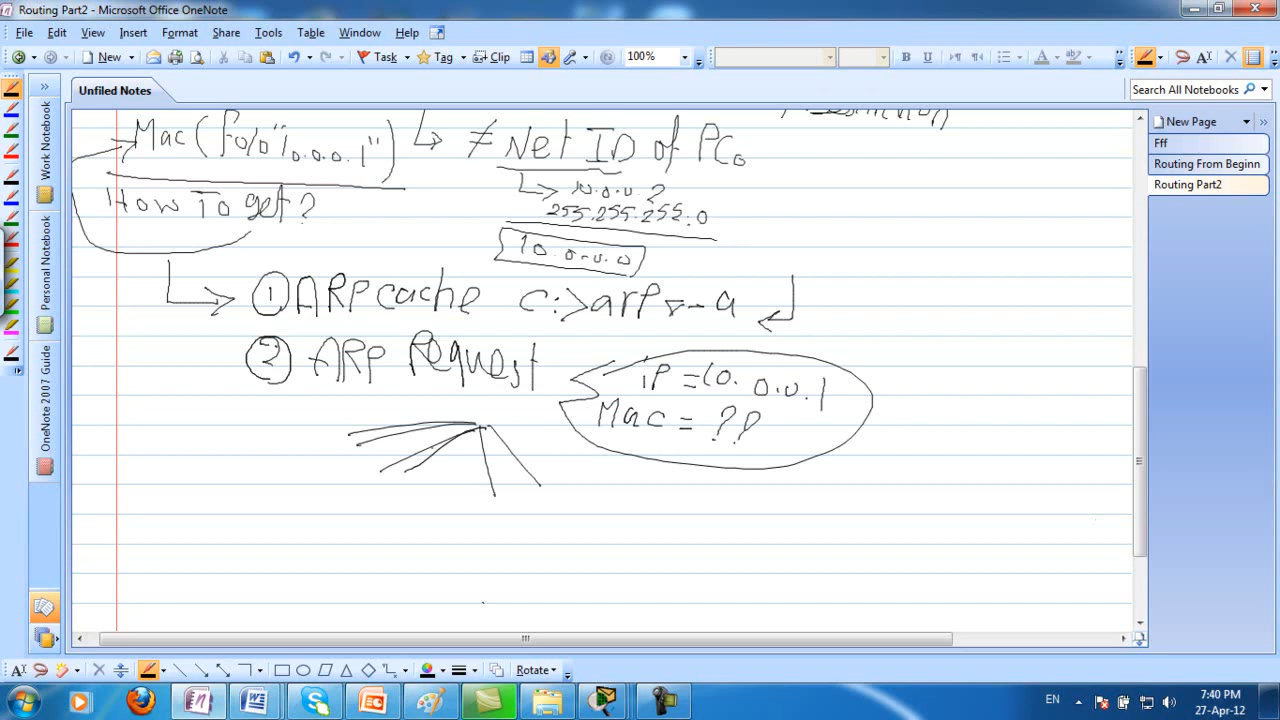 Routing Part2 - Microsoft Office OneNote
File Edit View Insert Format Share Tools Table Window Help
New Task Tag Clip 100% B U A ab
Unfiled Notes
Search All Notebooks
New Page
Fff
Routing From Beginn
Routing Part2
Work Notebook
Personal Notebook
OneNote 2007 Guide
Mac (fo/o/"10.0.0.1") ≠ Net ID of PC0
How To get?
10.0.0.?
255.255.255.0
10.0.0.0
① ARP cache c:>arp -a
② ARP Request
iP = 10.0.0.1
Mac = ??
Rotate
EN
7:40 PM
27-Apr-12